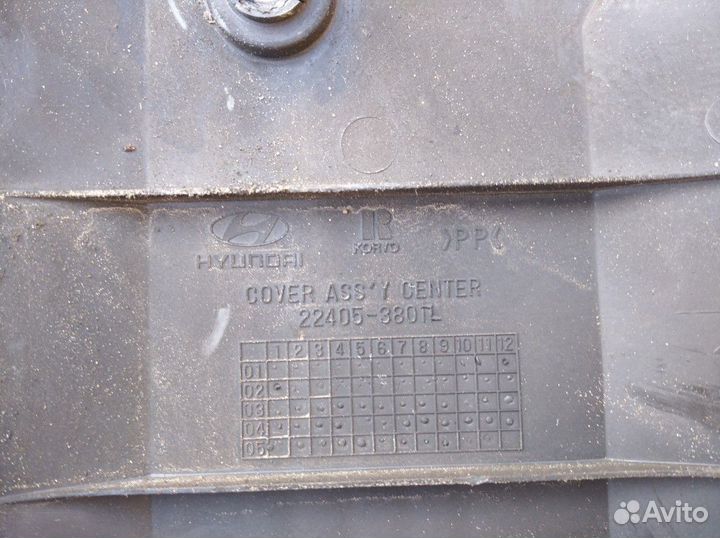 HYUNDAI
R
KORYO
>PP<
COVER ASS'Y CENTER
22405-380TL
1 2 3 4 5 6 7 8 9 10 11 12
01
02
03
04
05
Avito